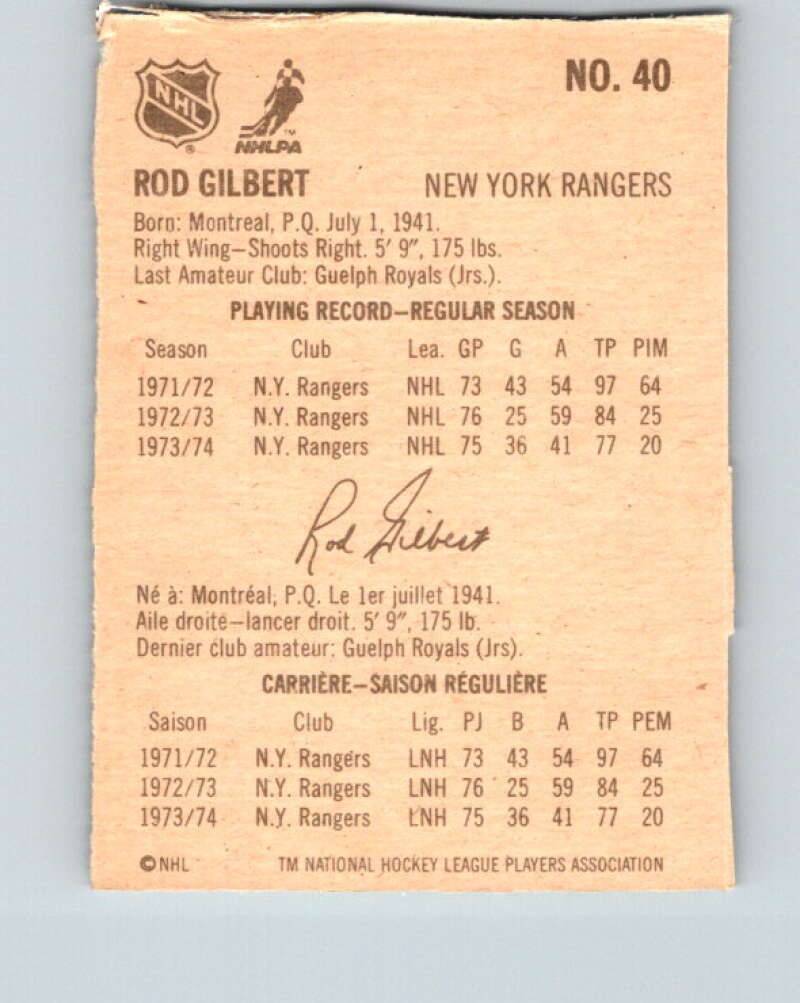 NO. 40
NHL
®
TM
NHLPA
ROD GILBERT NEW YORK RANGERS
Born: Montreal, P.Q. July 1, 1941.
Right Wing—Shoots Right. 5' 9", 175 lbs.
Last Amateur Club: Guelph Royals (Jrs.).
PLAYING RECORD—REGULAR SEASON
Season Club Lea. GP G A TP PIM
1971/72 N.Y. Rangers NHL 73 43 54 97 64
1972/73 N.Y. Rangers NHL 76 25 59 84 25
1973/74 N.Y. Rangers NHL 75 36 41 77 20
Rod Gilbert
Né à: Montréal, P.Q. Le 1er juillet 1941.
Aile droite—lancer droit. 5' 9", 175 lb.
Dernier club amateur: Guelph Royals (Jrs).
CARRIÈRE—SAISON RÉGULIÈRE
Saison Club Lig. PJ B A TP PEM
1971/72 N.Y. Rangers LNH 73 43 54 97 64
1972/73 N.Y. Rangers LNH 76 25 59 84 25
1973/74 N.Y. Rangers LNH 75 36 41 77 20
©NHL TM NATIONAL HOCKEY LEAGUE PLAYERS ASSOCIATION